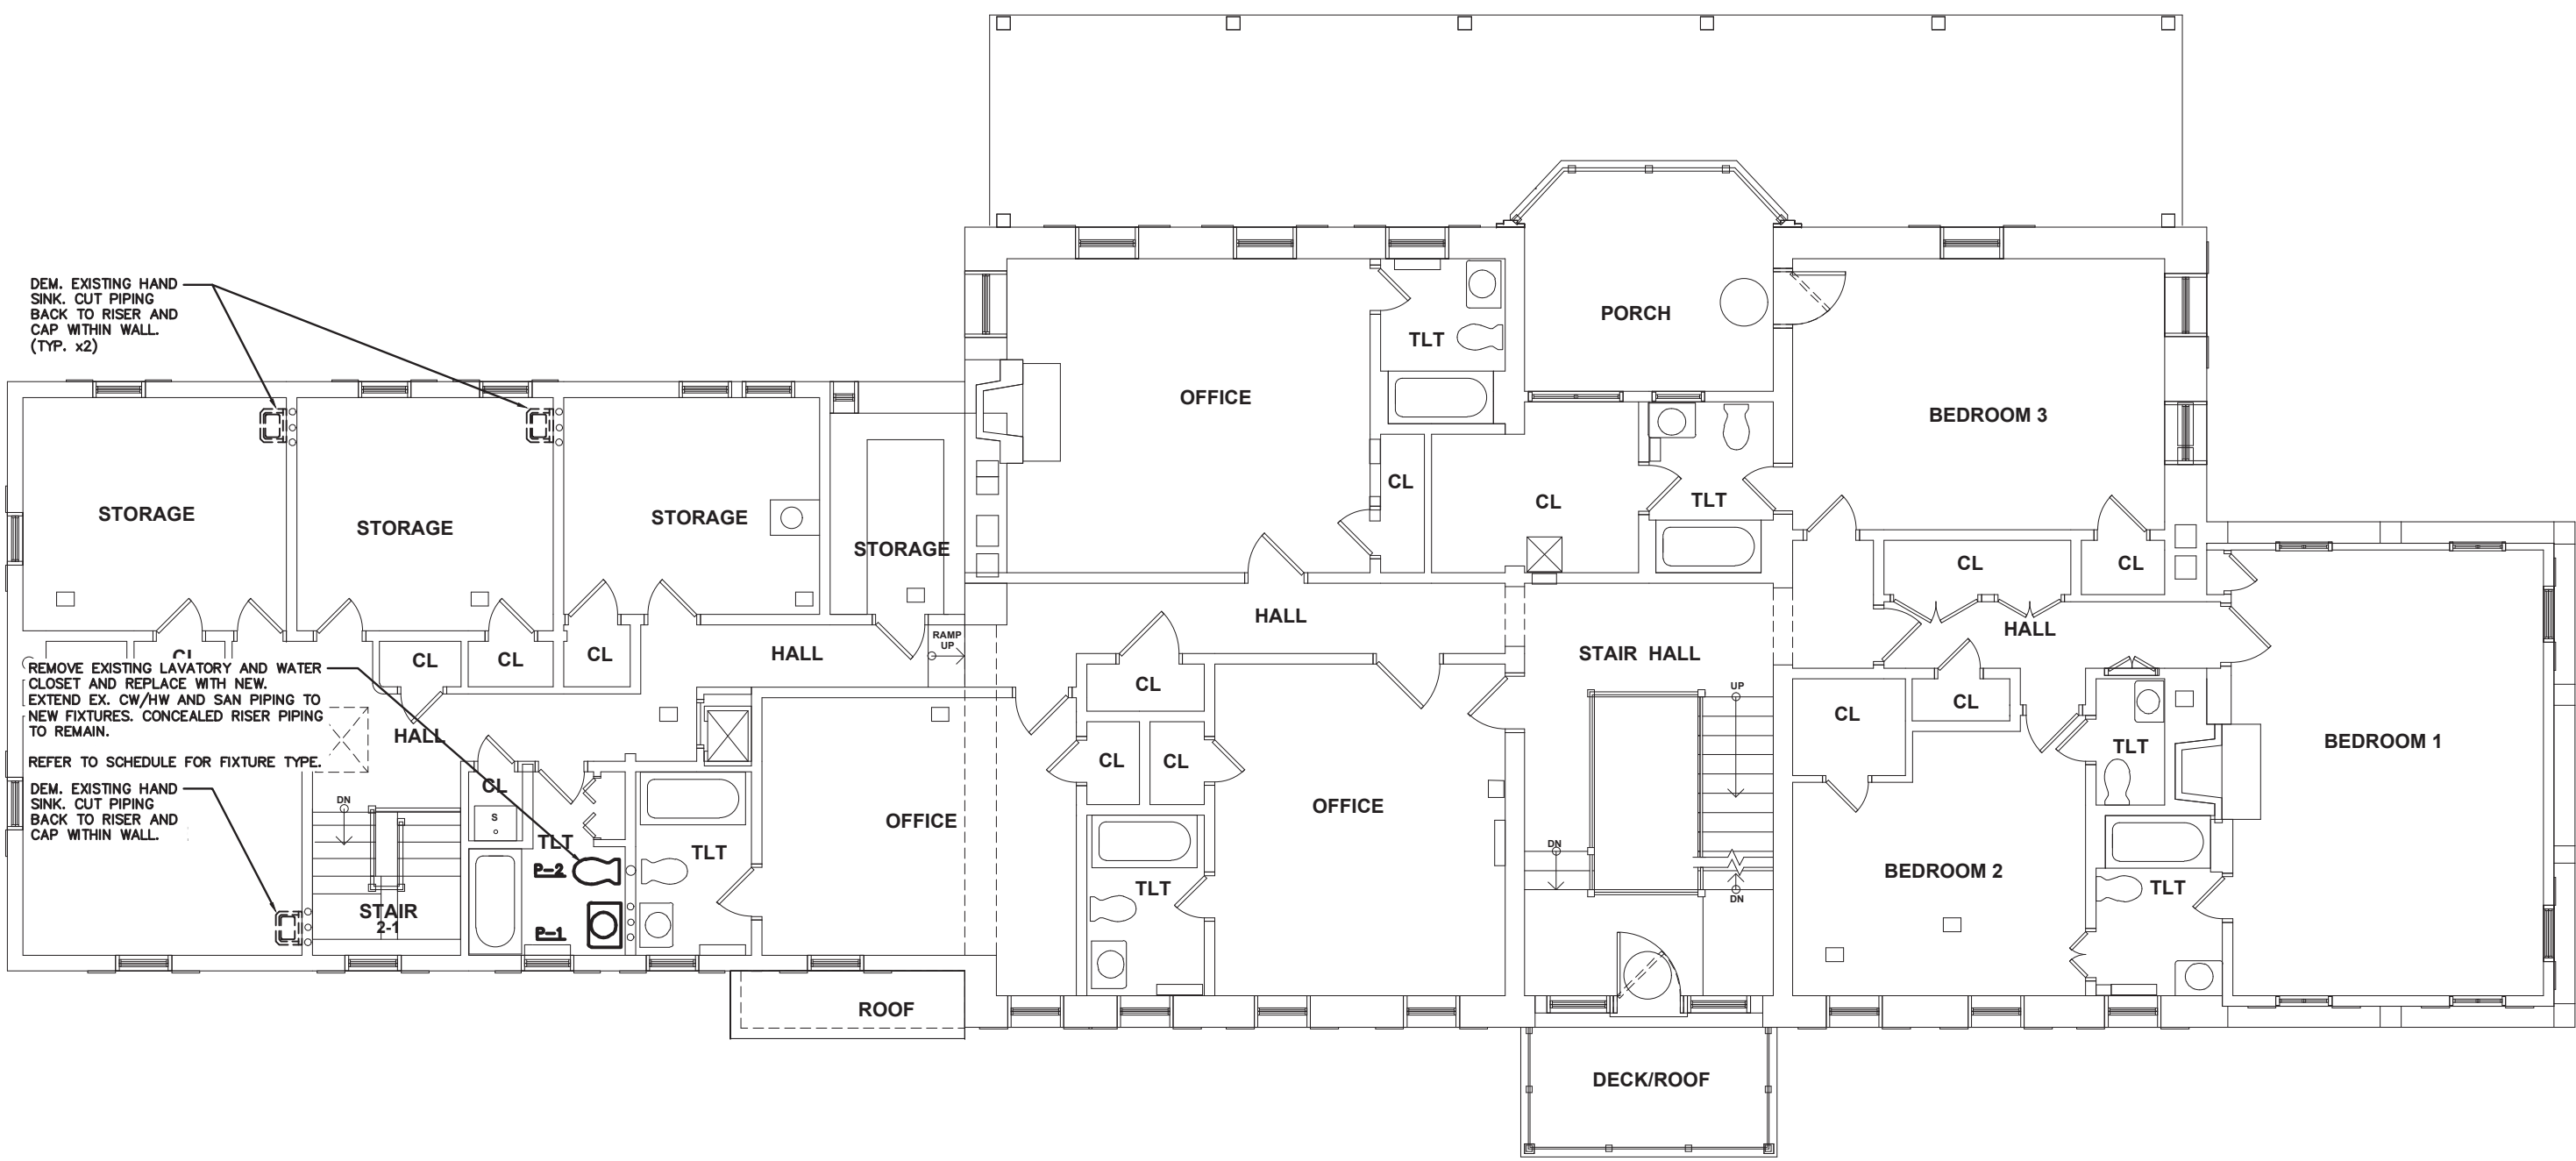 DEM. EXISTING HAND
SINK. CUT PIPING
BACK TO RISER AND
CAP WITHIN WALL.
(TYP. x2)
PORCH
TLT
OFFICE
BEDROOM 3
CL
CL
TLT
STORAGE
STORAGE
STORAGE
STORAGE
CL
CL
HALL
HALL
RAMP
UP
HALL
STAIR HALL
CL
CL
CL
CL
REMOVE EXISTING LAVATORY AND WATER
CLOSET AND REPLACE WITH NEW.
EXTEND EX. CW/HW AND SAN PIPING TO
NEW FIXTURES. CONCEALED RISER PIPING
TO REMAIN.
REFER TO SCHEDULE FOR FIXTURE TYPE.
HALL
CL
UP
CL
CL
CL
CL
TLT
BEDROOM 1
DEM. EXISTING HAND
SINK. CUT PIPING
BACK TO RISER AND
CAP WITHIN WALL.
DN
CL
S
OFFICE
OFFICE
TLT
P-2
TLT
DN
BEDROOM 2
TLT
TLT
DN
STAIR
2-1
P-1
ROOF
DECK/ROOF